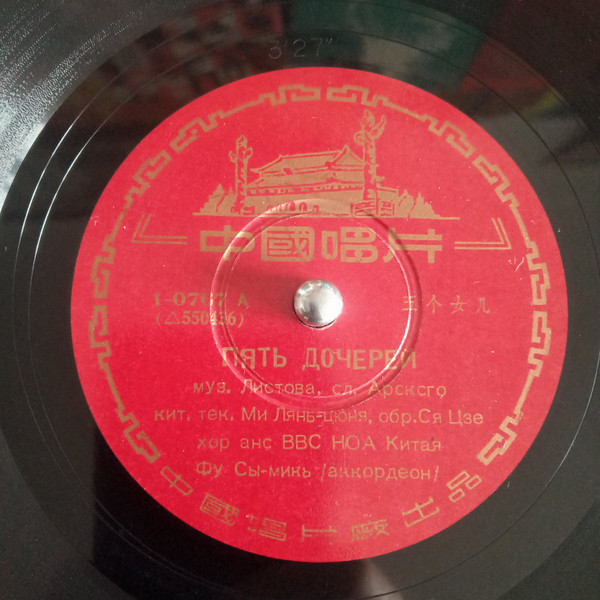 3'27"
中國唱片
1-0767 A 五个女儿
(△550436)
ПЯТЬ ДОЧЕРЕЙ
муз. Листова, сл. Арского
кит. тек. Ми Лянь-цюня, обр.Ся Цзе
хор анс ВВС НОА Китая
Фу Сы-минь /аккордеон/
中國唱片廠出品